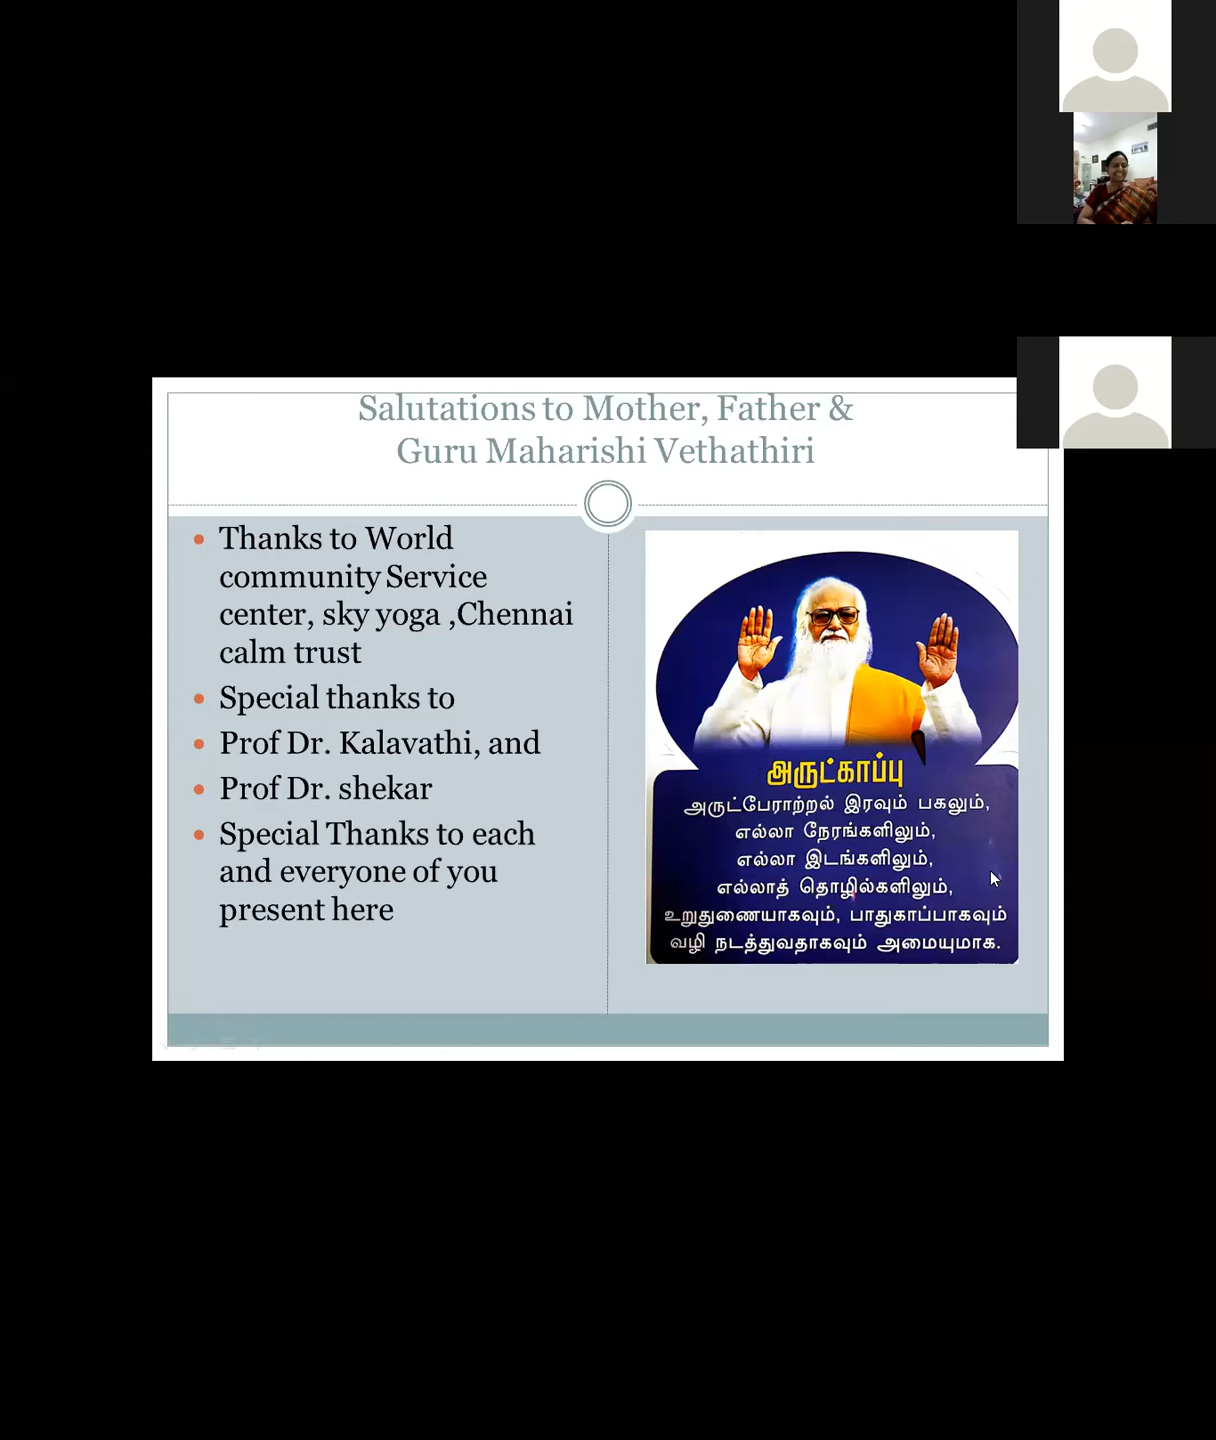 Salutations to Mother, Father &
Guru Maharishi Vethathiri
Thanks to World
community Service
center, sky yoga ,Chennai
calm trust
Special thanks to
Prof Dr. Kalavathi, and
Prof Dr. shekar
Special Thanks to each
and everyone of you
present here
அருட்காப்பு
அருட்பேராற்றல் இரவும் பகலும்,
எல்லா நேரங்களிலும்,
எல்லா இடங்களிலும்,
எல்லாத் தொழில்களிலும்,
உறுதுணையாகவும், பாதுகாப்பாகவும்
வழி நடத்துவதாகவும் அமையுமாக.